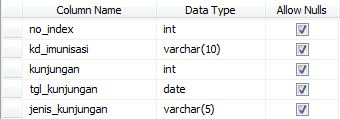 Column Name Data Type Allow Nulls
no_index int
kd_imunisasi varchar(10)
kunjungan int
tgl_kunjungan date
jenis_kunjungan varchar(5)